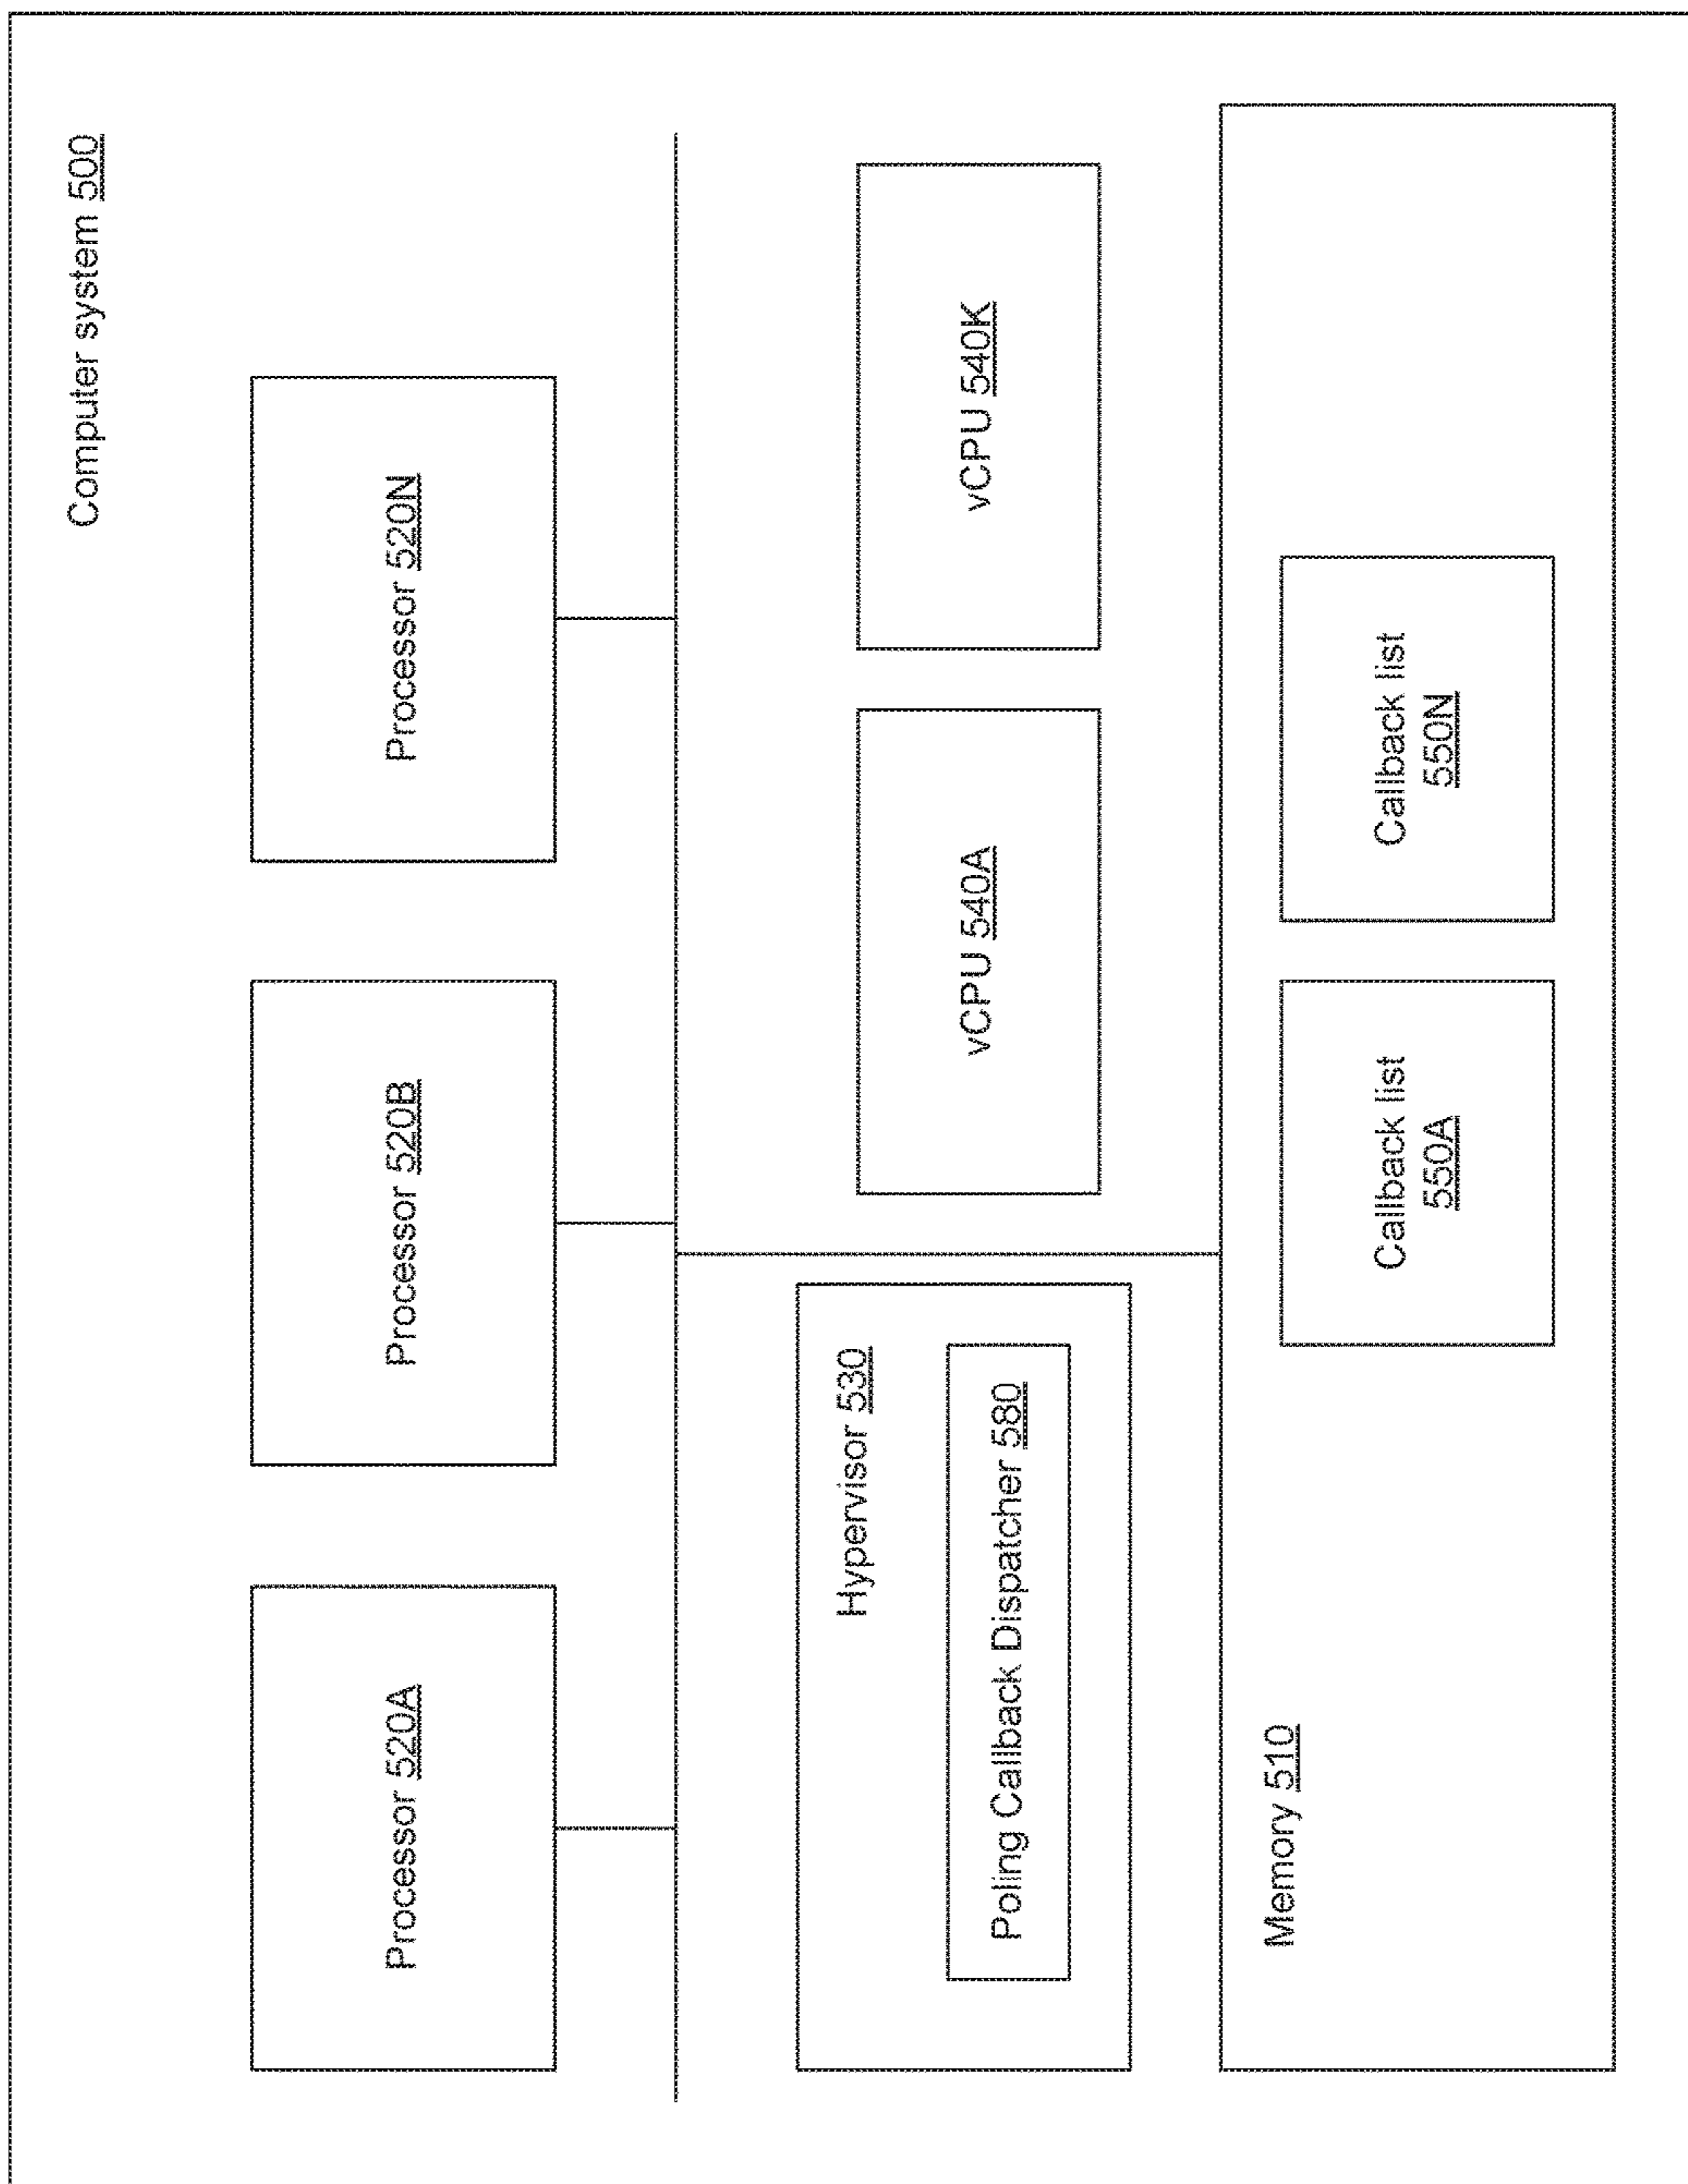 Computer system 500
Processor 520A
Processor 520B
Processor 520N
Hypervisor 530
Poling Callback Dispatcher 580
vCPU 540A
vCPU 540K
Memory 510
Callback list
550A
Callback list
550N